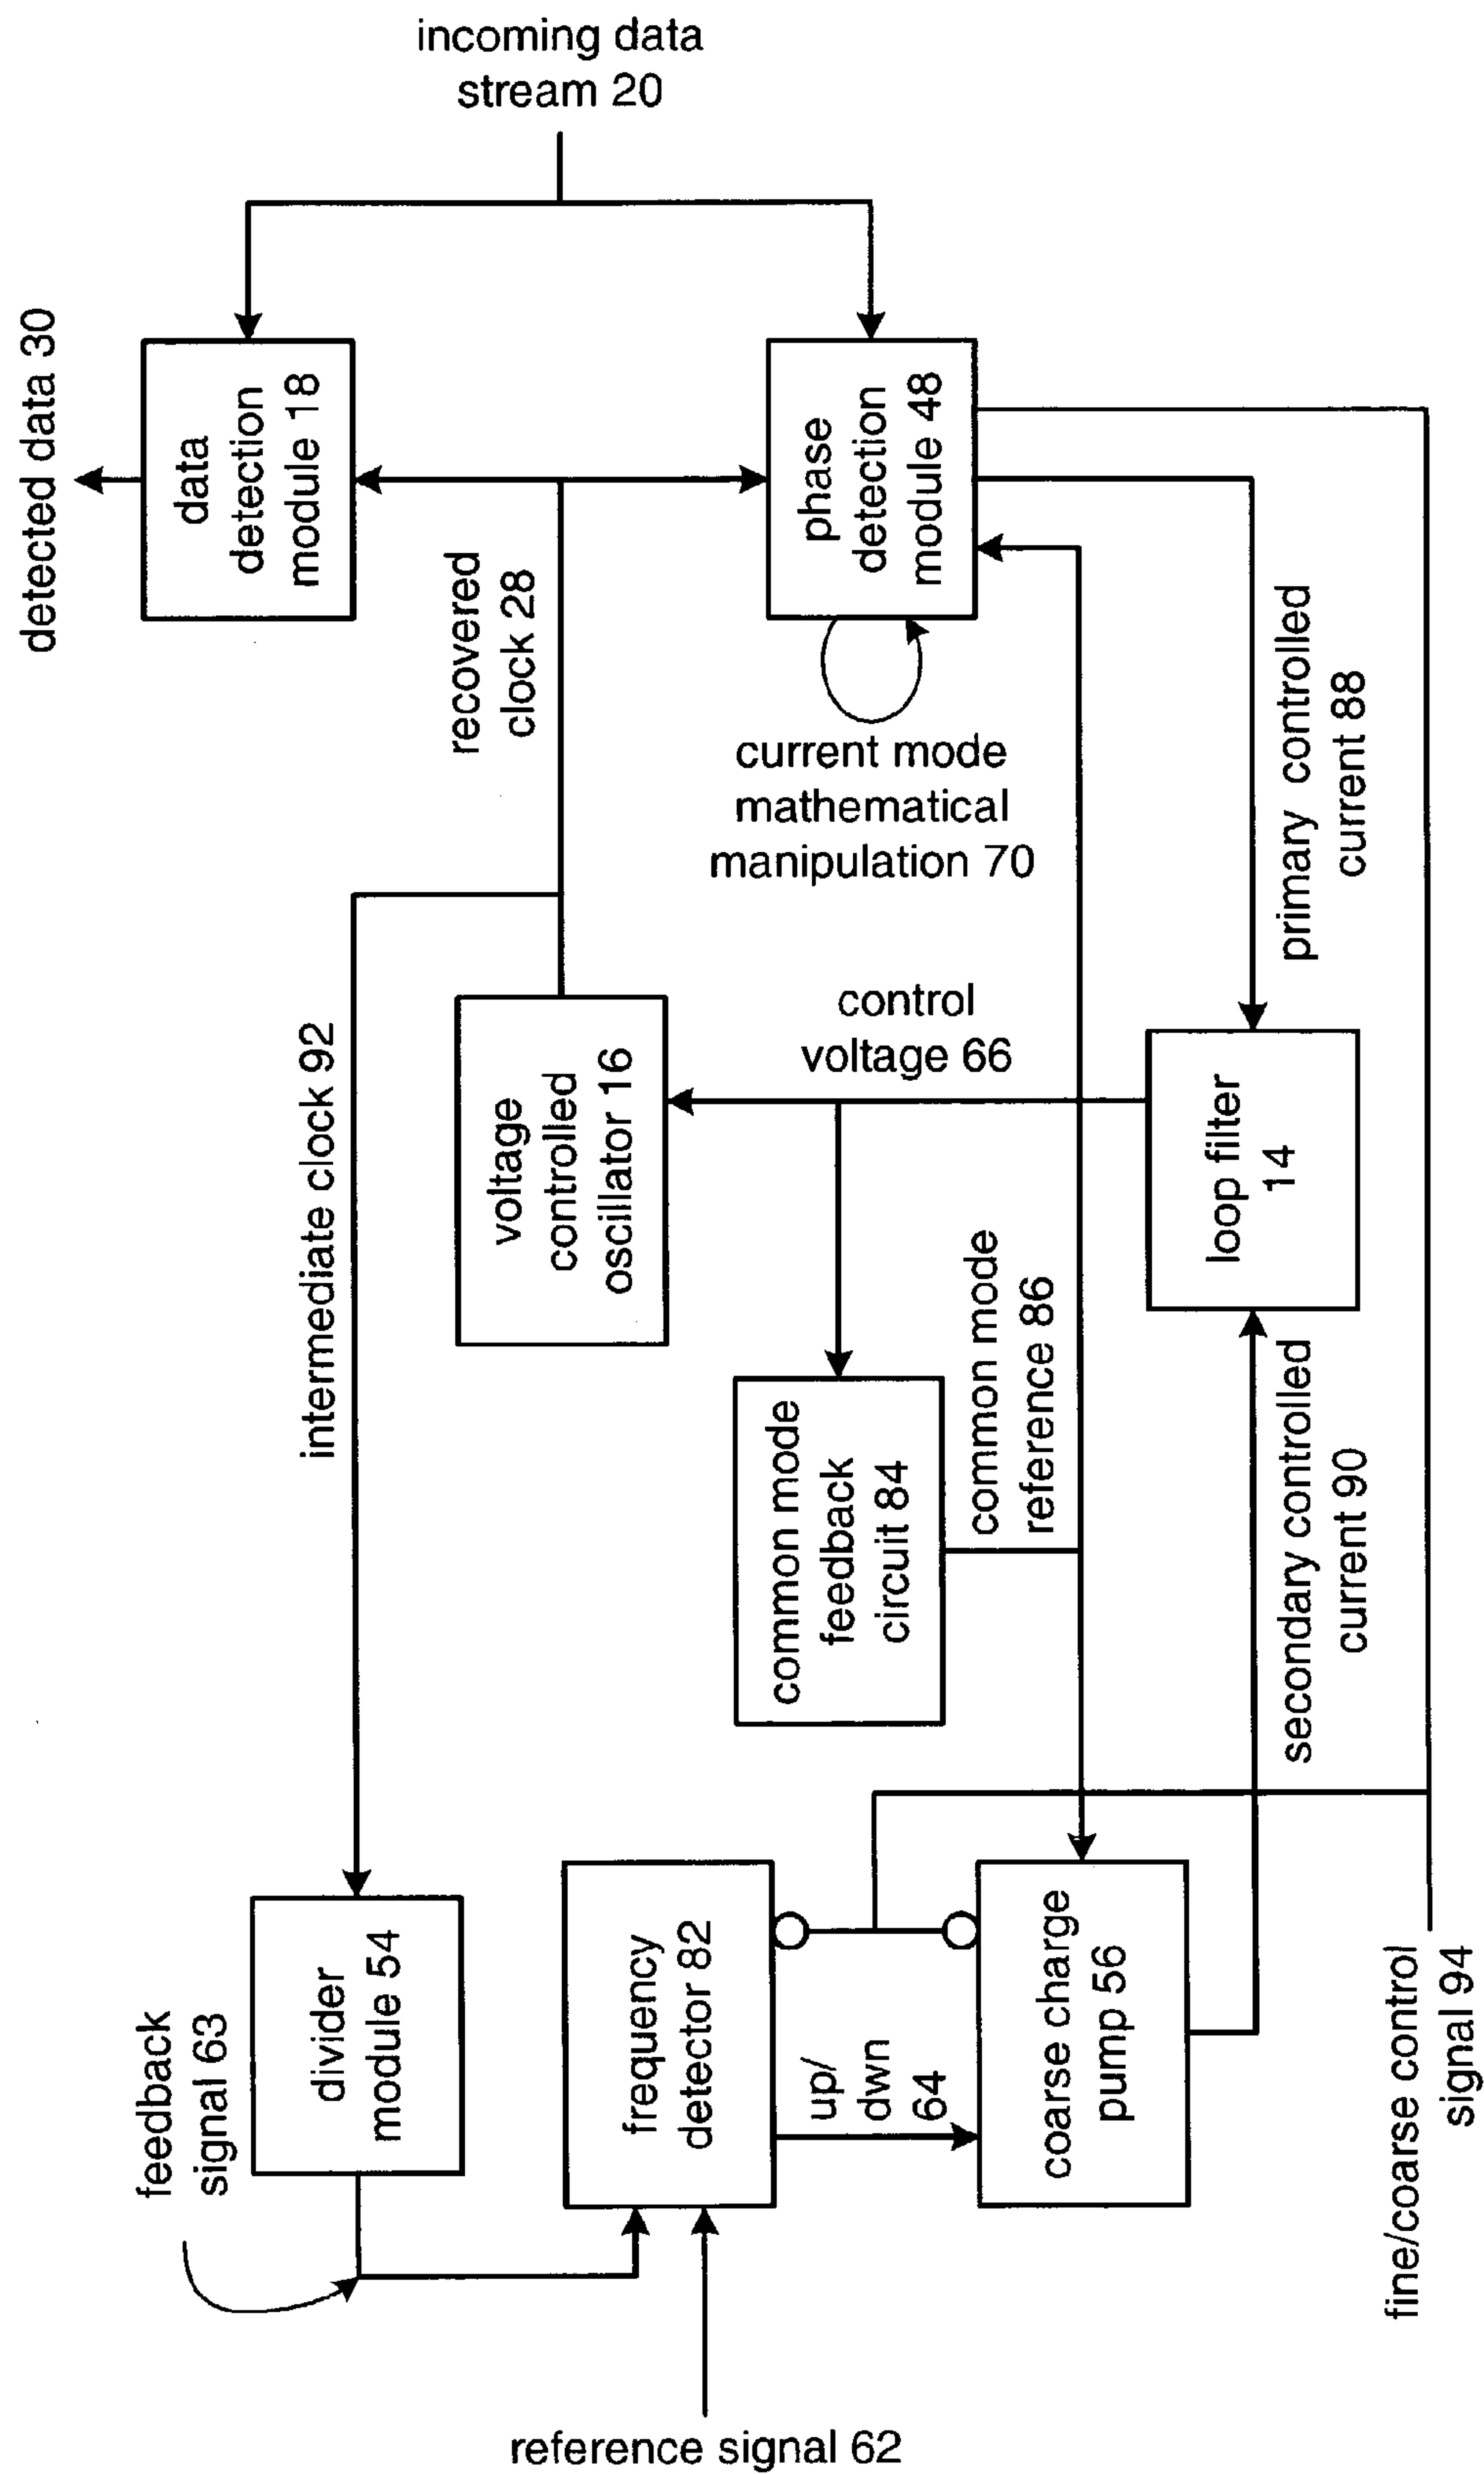 incoming data
stream 20
detected data 30
data
detection
module 18
recovered
clock 28
phase
detection
module 48
current mode
mathematical
manipulation 70
primary controlled
current 88
intermediate clock 92
voltage
controlled
oscillator 16
control
voltage 66
loop filter
14
common mode
feedback
circuit 84
common mode
reference 86
secondary controlled
current 90
feedback
signal 63
divider
module 54
frequency
detector 82
up/
dwn
64
coarse charge
pump 56
fine/coarse control
signal 94
reference signal 62